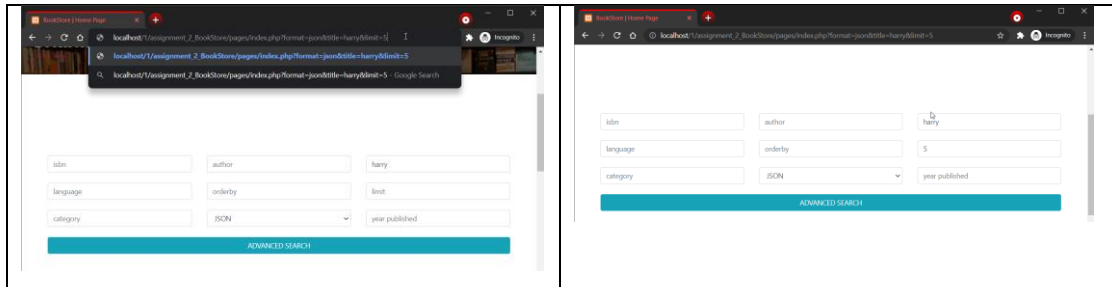 BookStore | Home Page
localhost/1/assignment_2_BookStore/pages/index.php?format=json&title=harry&limit=5
Incognito
localhost/1/assignment_2_BookStore/pages/index.php?format=json&title=harry&limit=5
localhost/1/assignment_2_BookStore/pages/index.php?format=json&title=harry&limit=5 - Google Search
isbn author harry
language orderby limit
category JSON year published
ADVANCED SEARCH
BookStore | Home Page
localhost/1/assignment_2_BookStore/pages/index.php?format=json&title=harry&limit=5
Incognito
isbn author harry
language orderby 5
category JSON year published
ADVANCED SEARCH